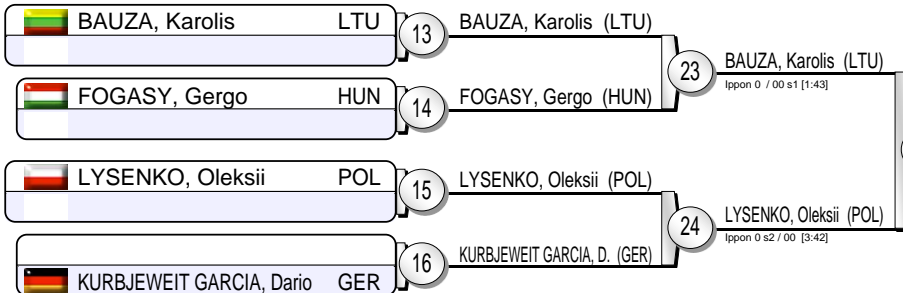 BAUZA, Karolis LTU
13
BAUZA, Karolis (LTU)
23
BAUZA, Karolis (LTU)
Ippon 0 / 00 s1 [1:43]
FOGASY, Gergo HUN
14
FOGASY, Gergo (HUN)
LYSENKO, Oleksii POL
15
LYSENKO, Oleksii (POL)
24
LYSENKO, Oleksii (POL)
Ippon 0 s2 / 00 [3:42]
KURBJEWEIT GARCIA, Dario GER
16
KURBJEWEIT GARCIA, D. (GER)